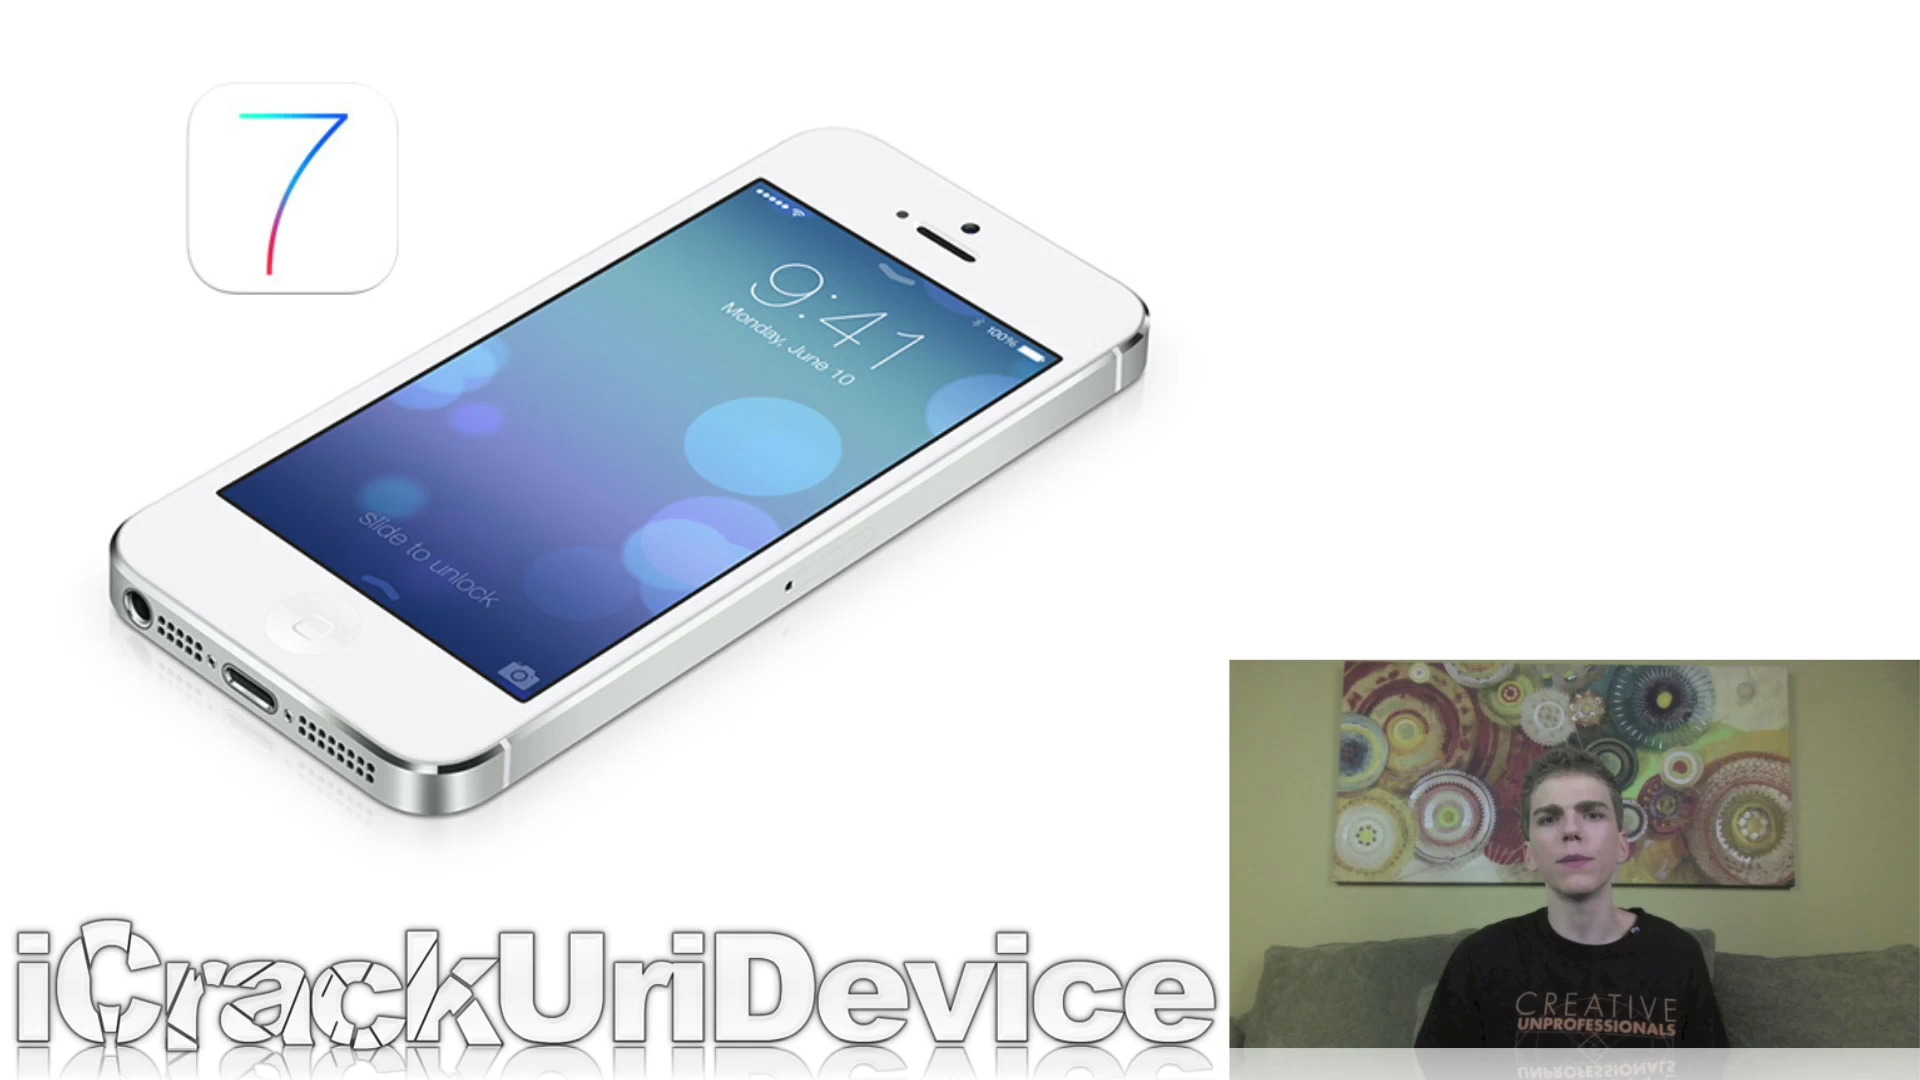 7
9:41
Monday, June 10
100%
slide to unlock
iCrackUriDevice
CREATIVE
UNPROFESSIONALS